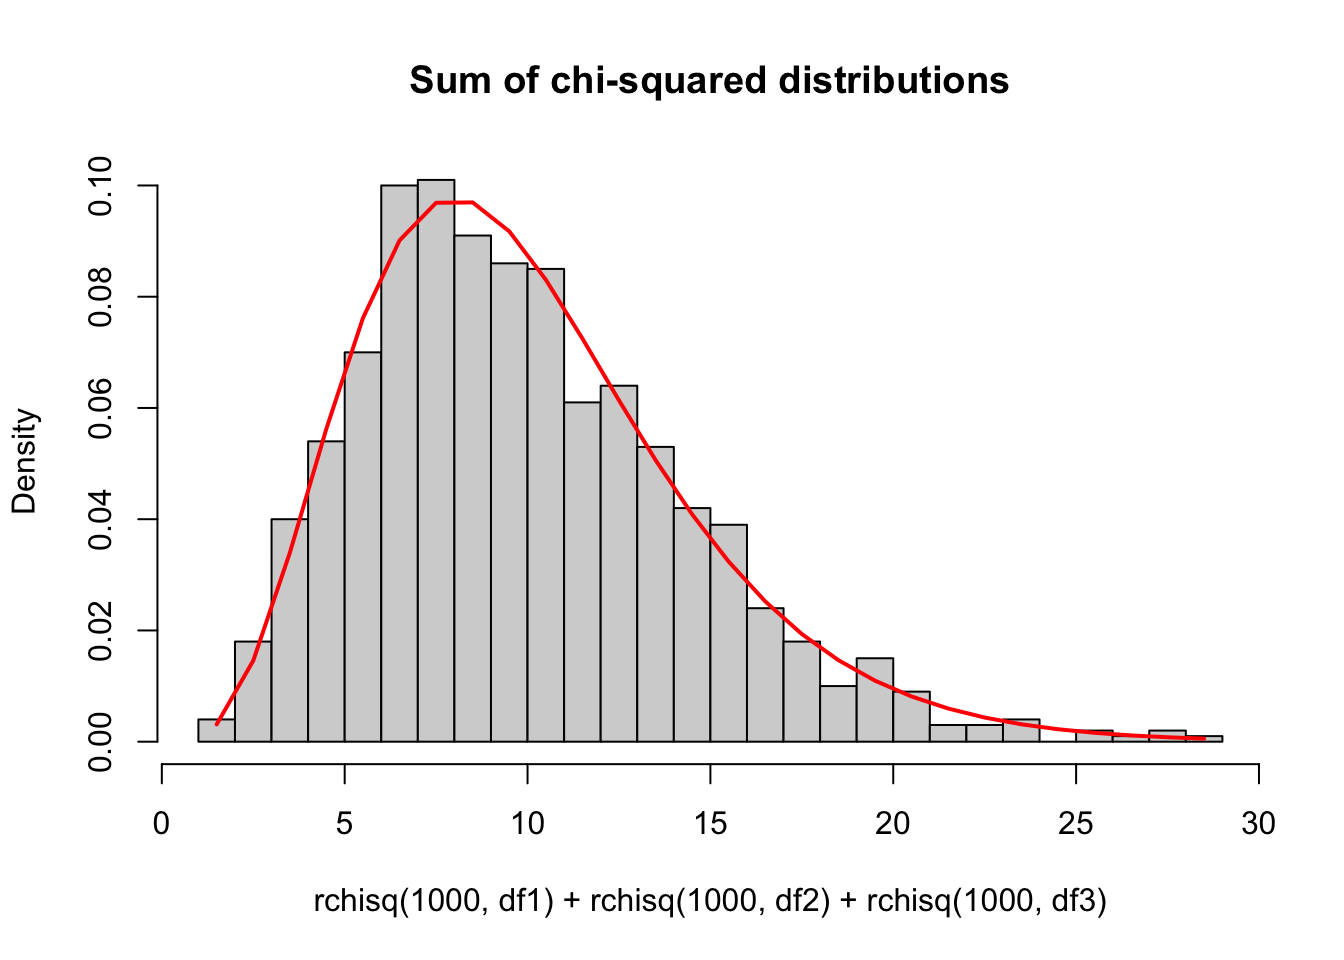 Sum of chi-squared distributions
0.10
0.08
0.06
0.04
0.02
0.00
Density
0 5 10 15 20 25 30
rchisq(1000, df1) + rchisq(1000, df2) + rchisq(1000, df3)